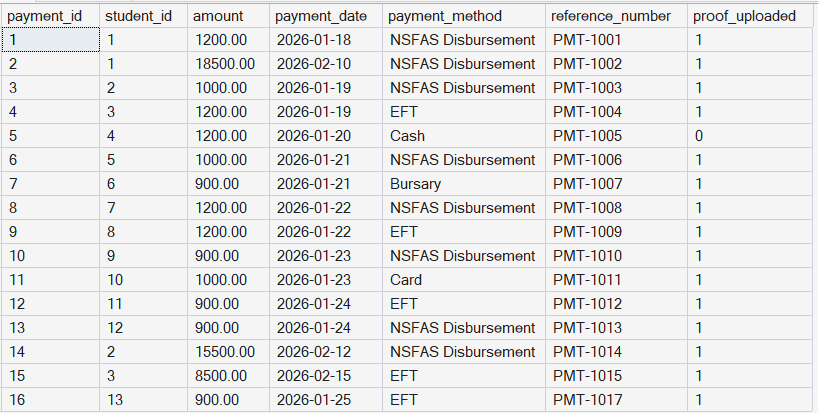 payment_id student_id amount payment_date payment_method reference_number proof_uploaded
1 1 1200.00 2026-01-18 NSFAS Disbursement PMT-1001 1
2 1 18500.00 2026-02-10 NSFAS Disbursement PMT-1002 1
3 2 1000.00 2026-01-19 NSFAS Disbursement PMT-1003 1
4 3 1200.00 2026-01-19 EFT PMT-1004 1
5 4 1200.00 2026-01-20 Cash PMT-1005 0
6 5 1000.00 2026-01-21 NSFAS Disbursement PMT-1006 1
7 6 900.00 2026-01-21 Bursary PMT-1007 1
8 7 1200.00 2026-01-22 NSFAS Disbursement PMT-1008 1
9 8 1200.00 2026-01-22 EFT PMT-1009 1
10 9 900.00 2026-01-23 NSFAS Disbursement PMT-1010 1
11 10 1000.00 2026-01-23 Card PMT-1011 1
12 11 900.00 2026-01-24 EFT PMT-1012 1
13 12 900.00 2026-01-24 NSFAS Disbursement PMT-1013 1
14 2 15500.00 2026-02-12 NSFAS Disbursement PMT-1014 1
15 3 8500.00 2026-02-15 EFT PMT-1015 1
16 13 900.00 2026-01-25 EFT PMT-1017 1